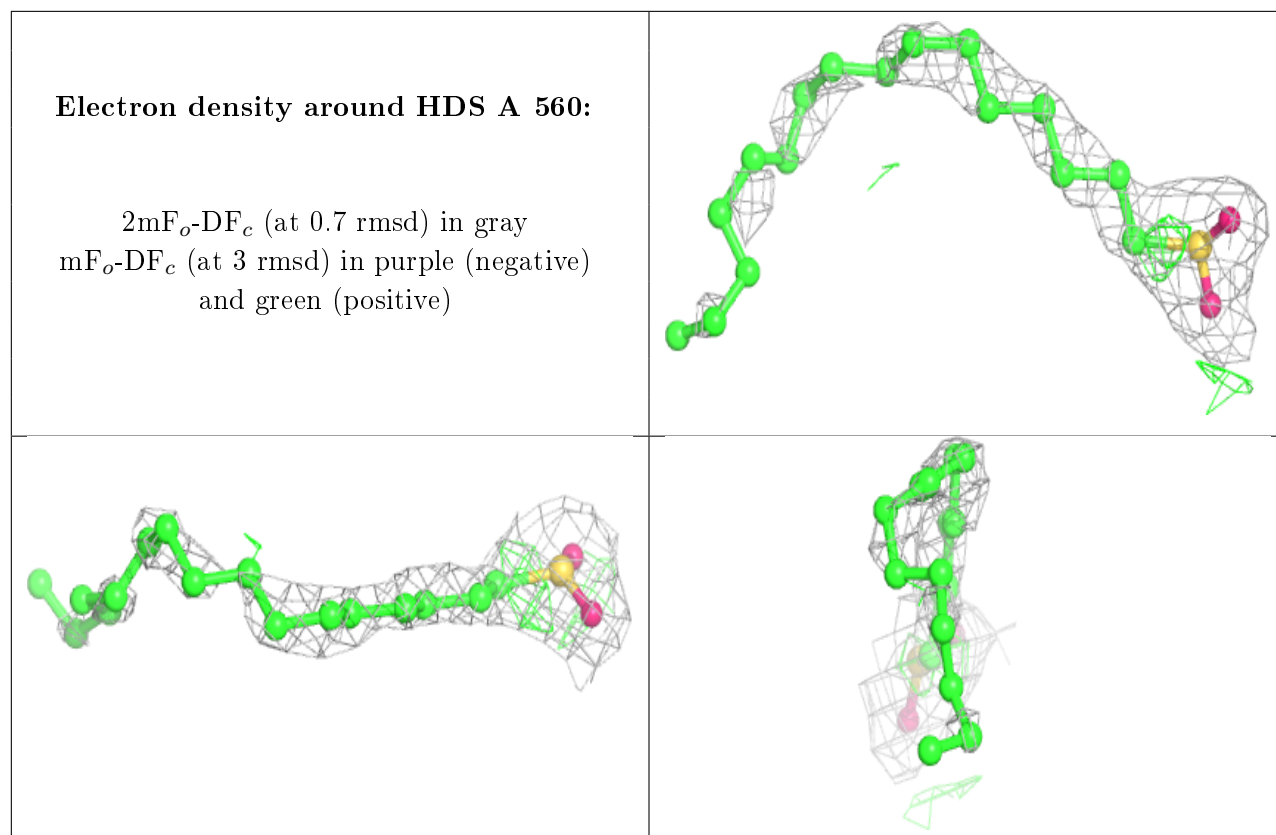 Electron density around HDS A 560:
2mFₒ-DF𝒸 (at 0.7 rmsd) in gray
mFₒ-DF𝒸 (at 3 rmsd) in purple (negative)
and green (positive)